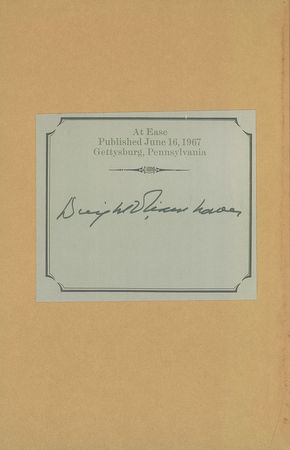 At Ease
Published June 16, 1967
Gettysburg, Pennsylvania
Dwight D Eisenhower